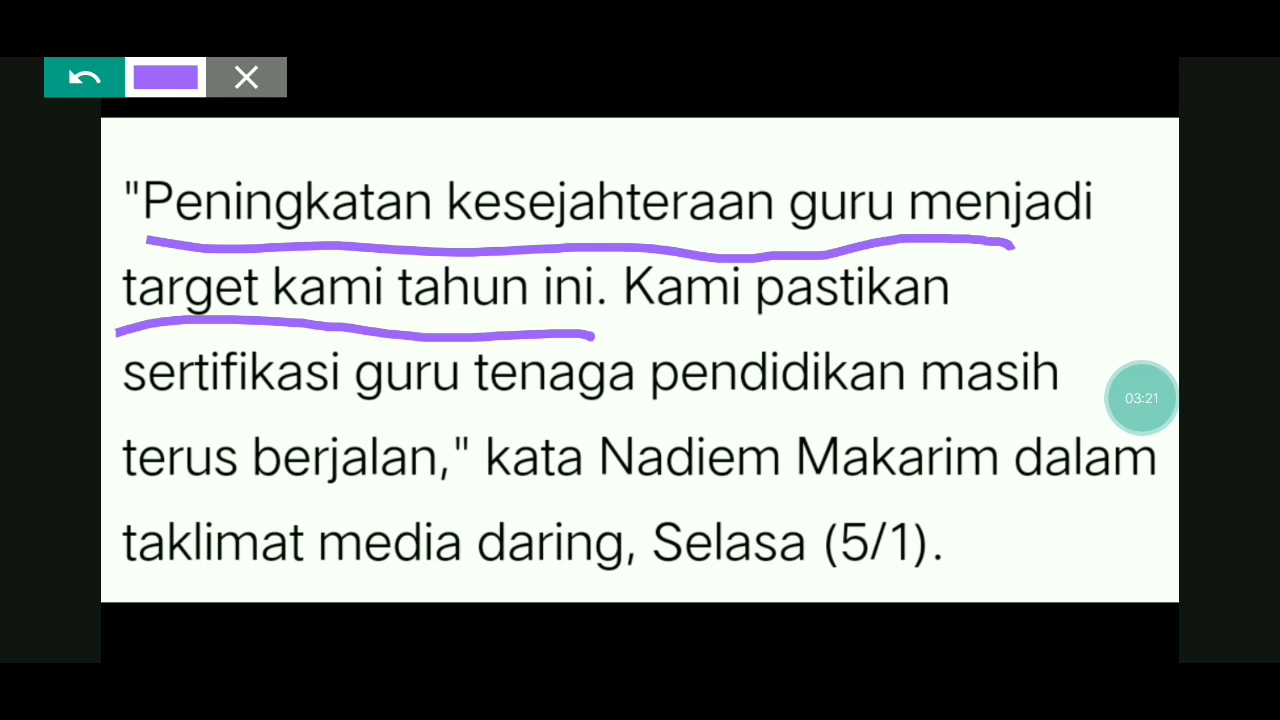 "Peningkatan kesejahteraan guru menjadi
target kami tahun ini. Kami pastikan
sertifikasi guru tenaga pendidikan masih
03:21
terus berjalan," kata Nadiem Makarim dalam
taklimat media daring, Selasa (5/1).